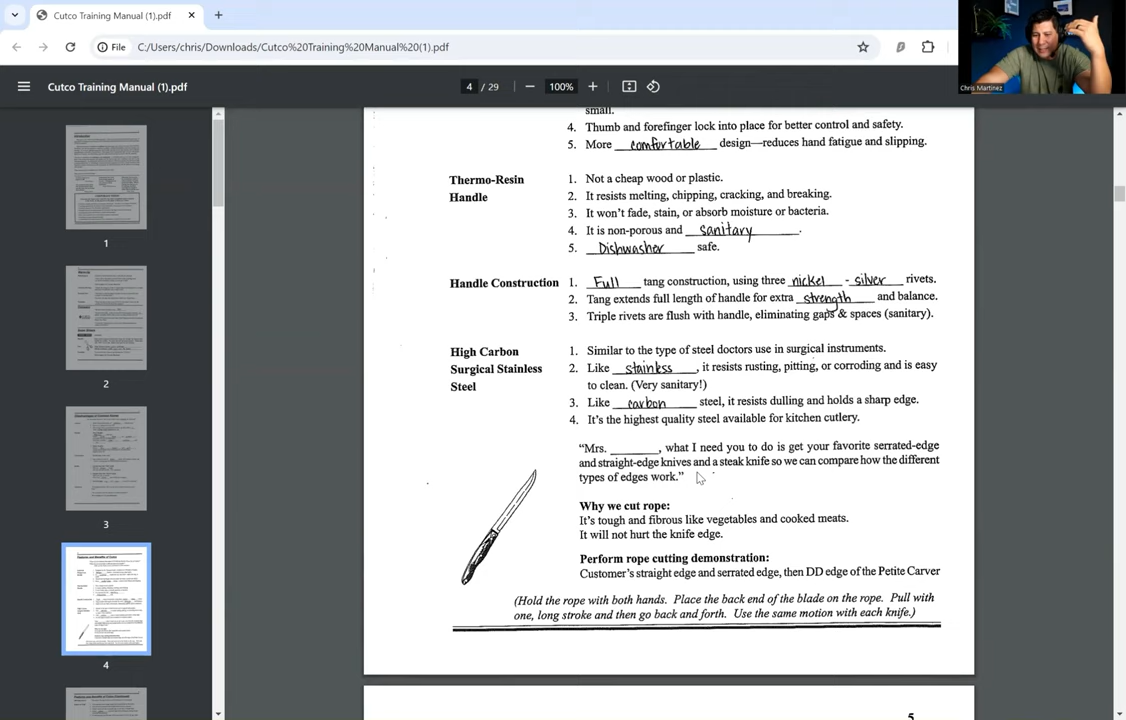 Cutco Training Manual (1).pdf
File
C:/Users/chris/Downloads/Cutco%20Training%20Manual%20(1).pdf
Chris Martinez
Cutco Training Manual (1).pdf
4 / 29
100%
1
2
3
4
small.
4. Thumb and forefinger lock into place for better control and safety.
5. More comfortable design—reduces hand fatigue and slipping.
Thermo-Resin
Handle
1. Not a cheap wood or plastic.
2. It resists melting, chipping, cracking, and breaking.
3. It won't fade, stain, or absorb moisture or bacteria.
4. It is non-porous and sanitary.
5. Dishwasher safe.
Handle Construction
1. Full tang construction, using three nickel - silver rivets.
2. Tang extends full length of handle for extra strength and balance.
3. Triple rivets are flush with handle, eliminating gaps & spaces (sanitary).
High Carbon
Surgical Stainless
Steel
1. Similar to the type of steel doctors use in surgical instruments.
2. Like stainless, it resists rusting, pitting, or corroding and is easy
to clean. (Very sanitary!)
3. Like carbon steel, it resists dulling and holds a sharp edge.
4. It's the highest quality steel available for kitchen cutlery.
"Mrs. ________, what I need you to do is get your favorite serrated-edge
and straight-edge knives and a steak knife so we can compare how the different
types of edges work."
Why we cut rope:
It's tough and fibrous like vegetables and cooked meats.
It will not hurt the knife edge.
Perform rope cutting demonstration:
Customer's straight edge and serrated edge, then DD edge of the Petite Carver
(Hold the rope with both hands. Place the back end of the blade on the rope. Pull with
one, long stroke and then go back and forth. Use the same motion with each knife.)
5